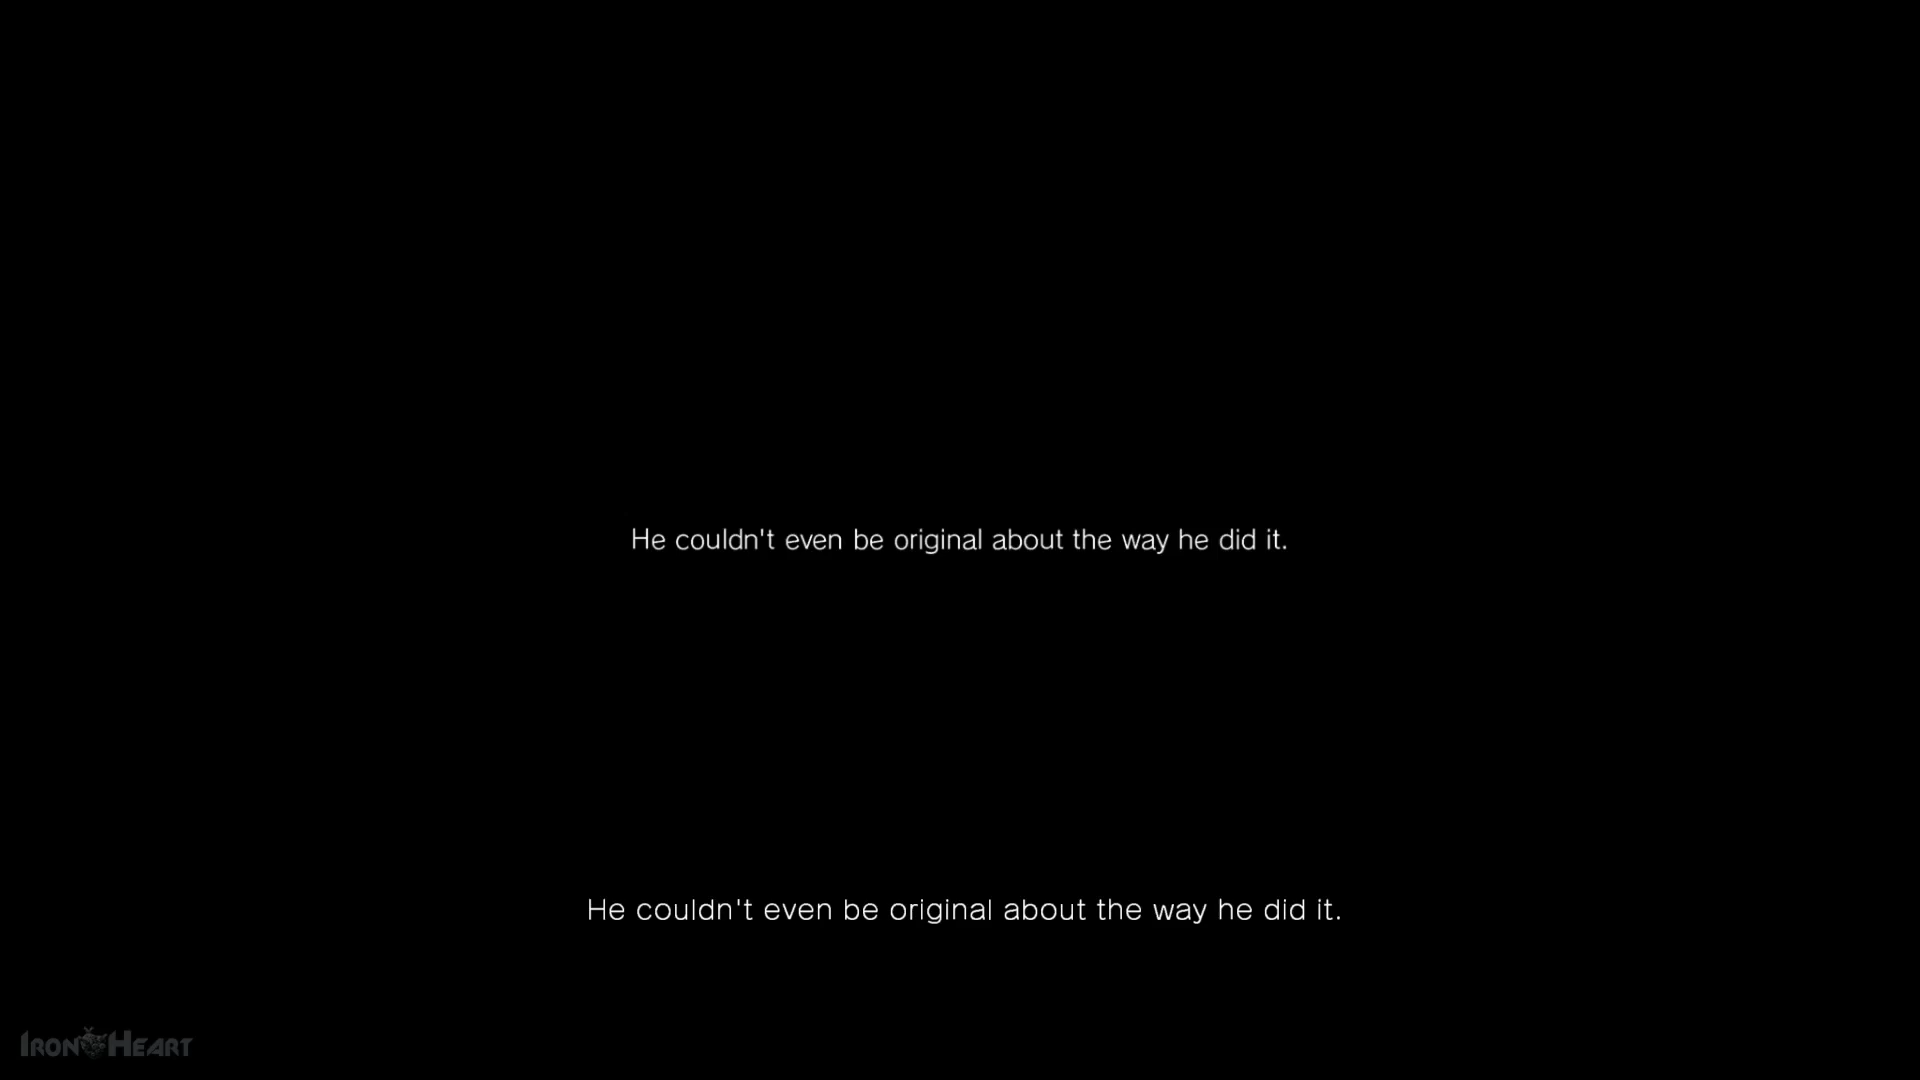 He couldn't even be original about the way he did it.
He couldn't even be original about the way he did it.
IRON HEART